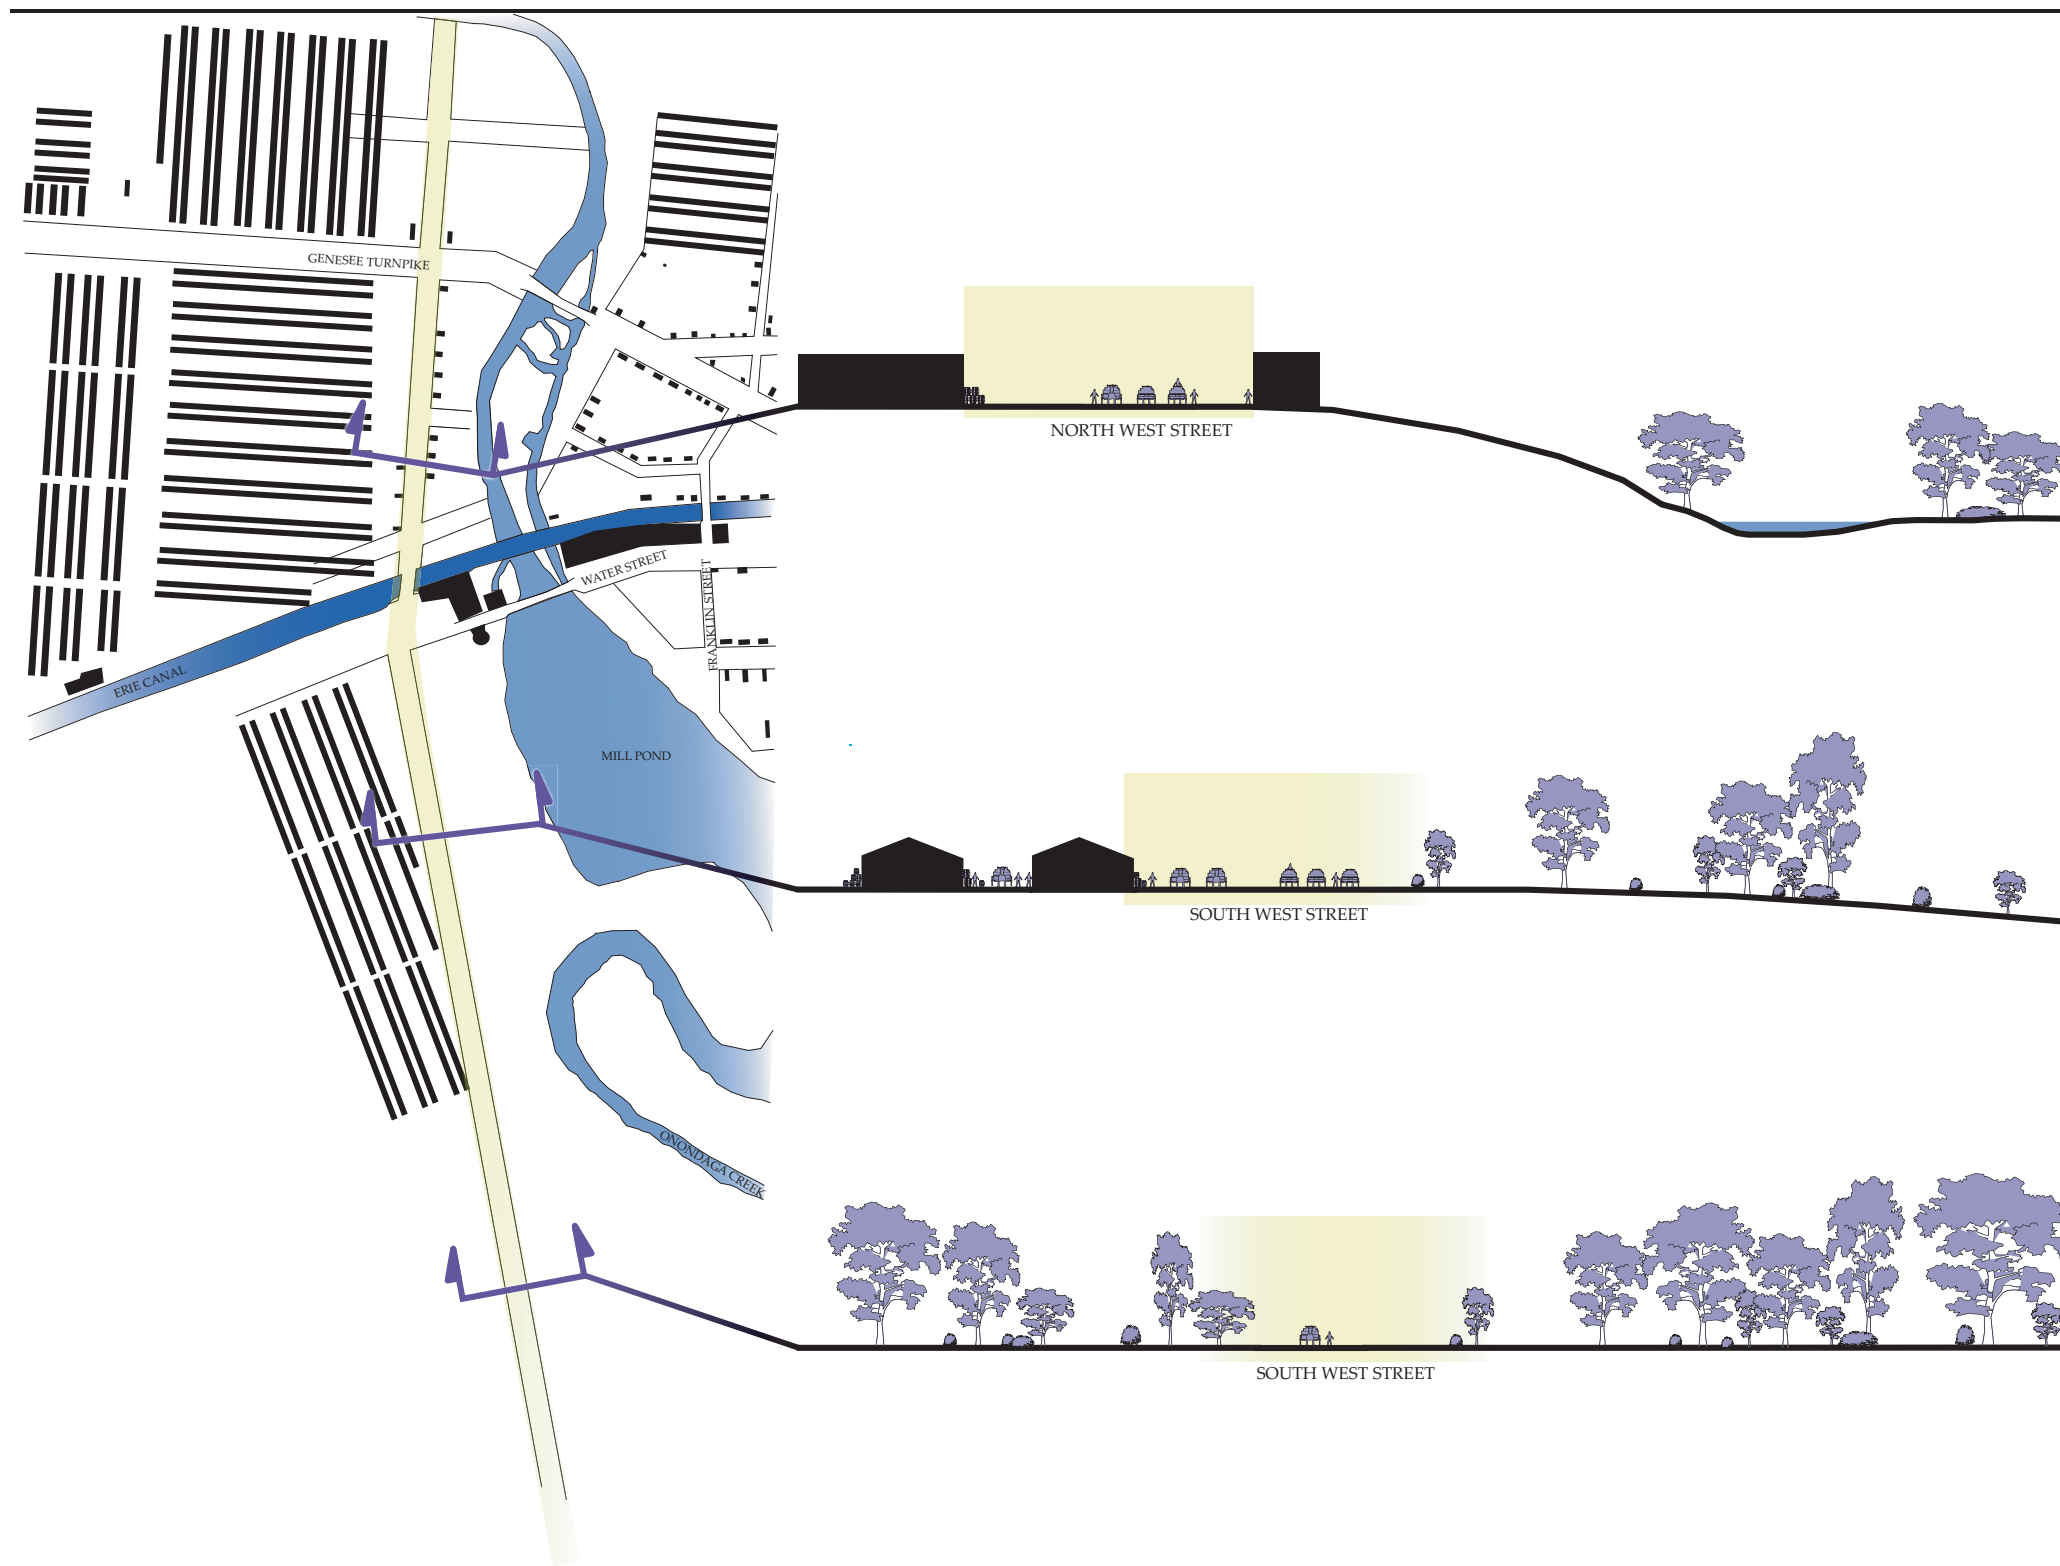 GENESEE TURNPIKE
NORTH WEST STREET
WATER STREET
FRANKLIN STREET
ERIE CANAL
MILL POND
SOUTH WEST STREET
ONONDAGA CREEK
SOUTH WEST STREET